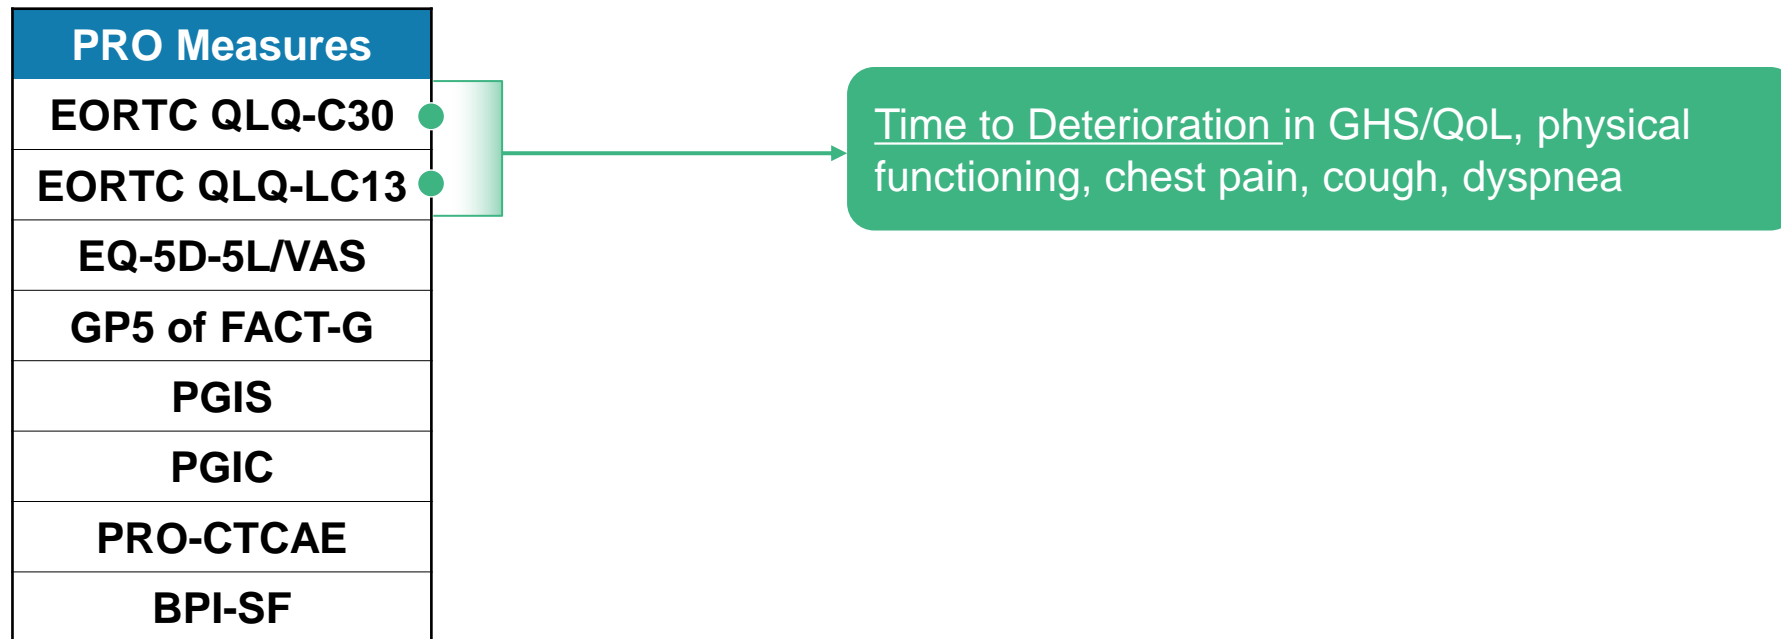 PRO Measures
EORTC QLQ-C30
EORTC QLQ-LC13
EQ-5D-5L/VAS
GP5 of FACT-G
PGIS
PGIC
PRO-CTCAE
BPI-SF
Time to Deterioration in GHS/QoL, physical
functioning, chest pain, cough, dyspnea